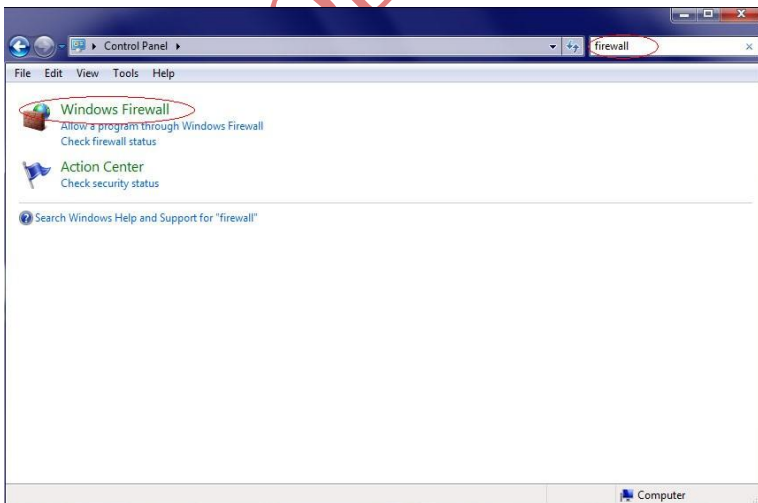 Control Panel
firewall
File Edit View Tools Help
Windows Firewall
Allow a program through Windows Firewall
Check firewall status
Action Center
Check security status
Search Windows Help and Support for "firewall"
Computer